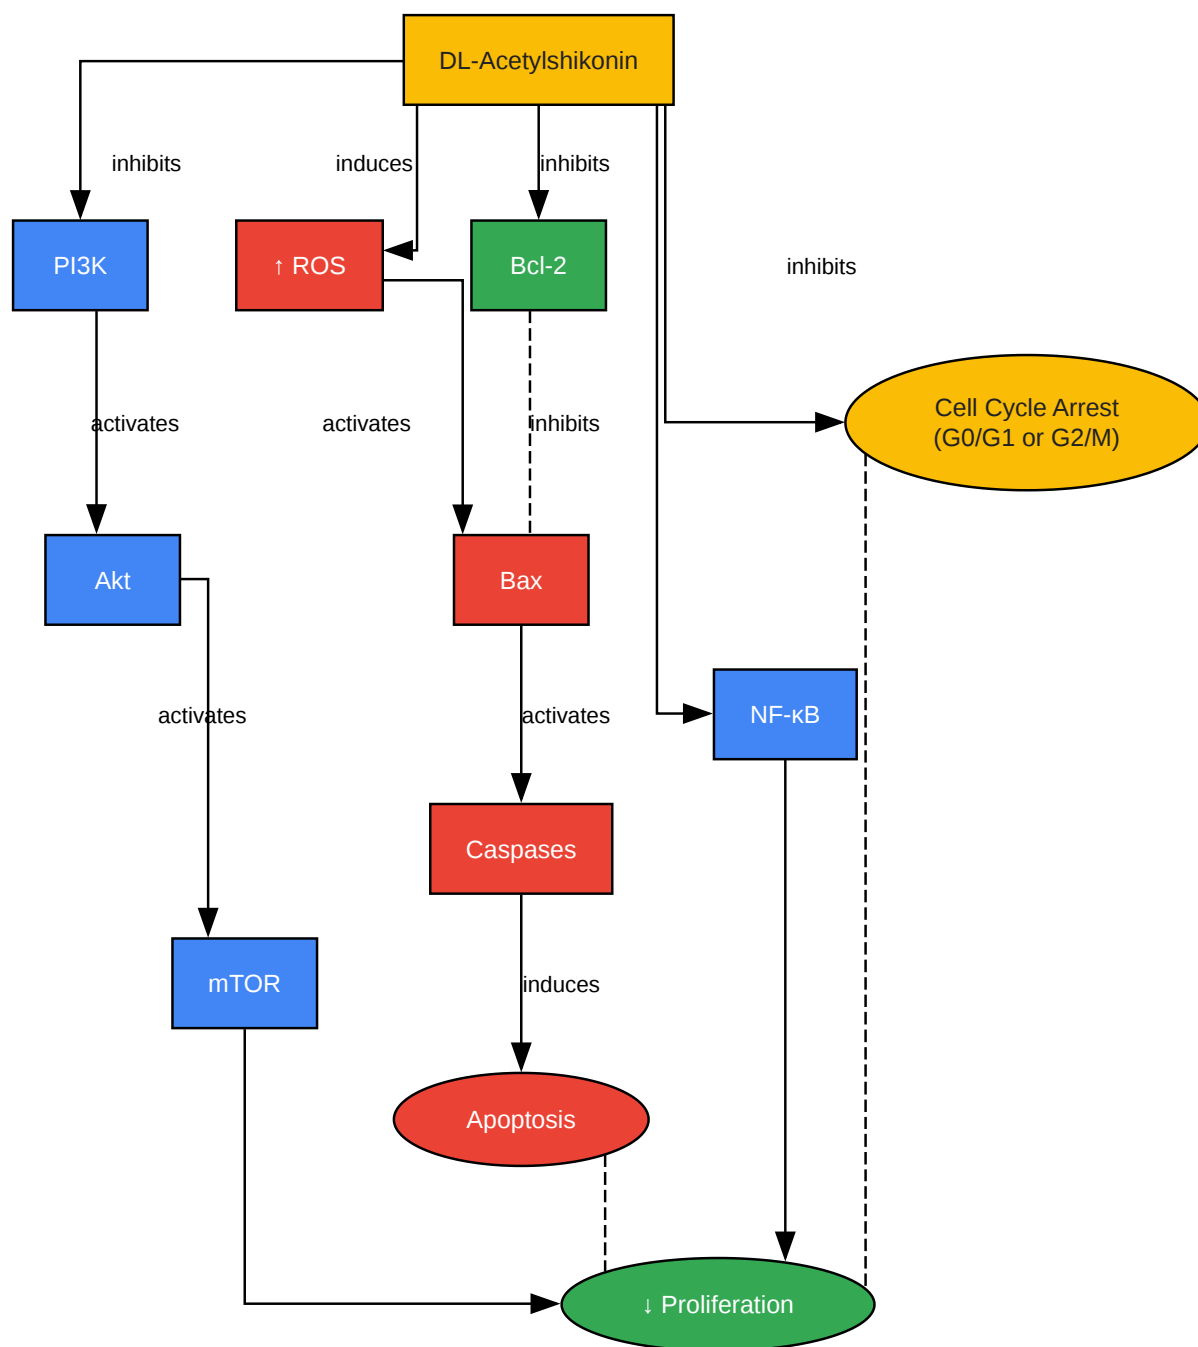 DL-Acetylshikonin
inhibits
induces
inhibits
PI3K
↑ ROS
Bcl-2
inhibits
activates
activates
inhibits
Cell Cycle Arrest
(G0/G1 or G2/M)
Akt
Bax
activates
activates
NF-κB
Caspases
mTOR
induces
Apoptosis
↓ Proliferation